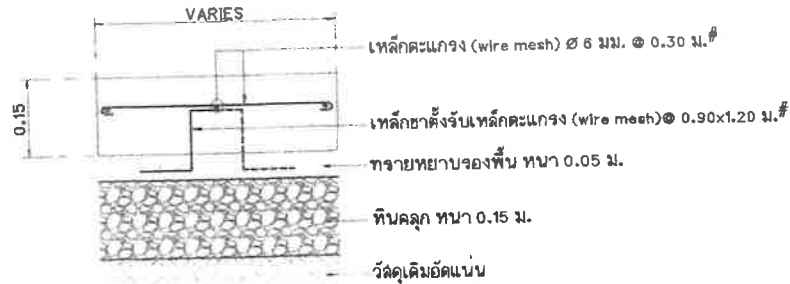 VARIES
เหล็กตะแกรง (wire mesh) Ø 6 มม. @ 0.30 ม.#
0.15
เหล็กขาตั้งรับเหล็กตะแกรง (wire mesh)@ 0.90x1.20 ม.#
ทรายหยาบรองพื้น หนา 0.05 ม.
หินคลุก หนา 0.15 ม.
วัสดุเดิมอัดแน่น